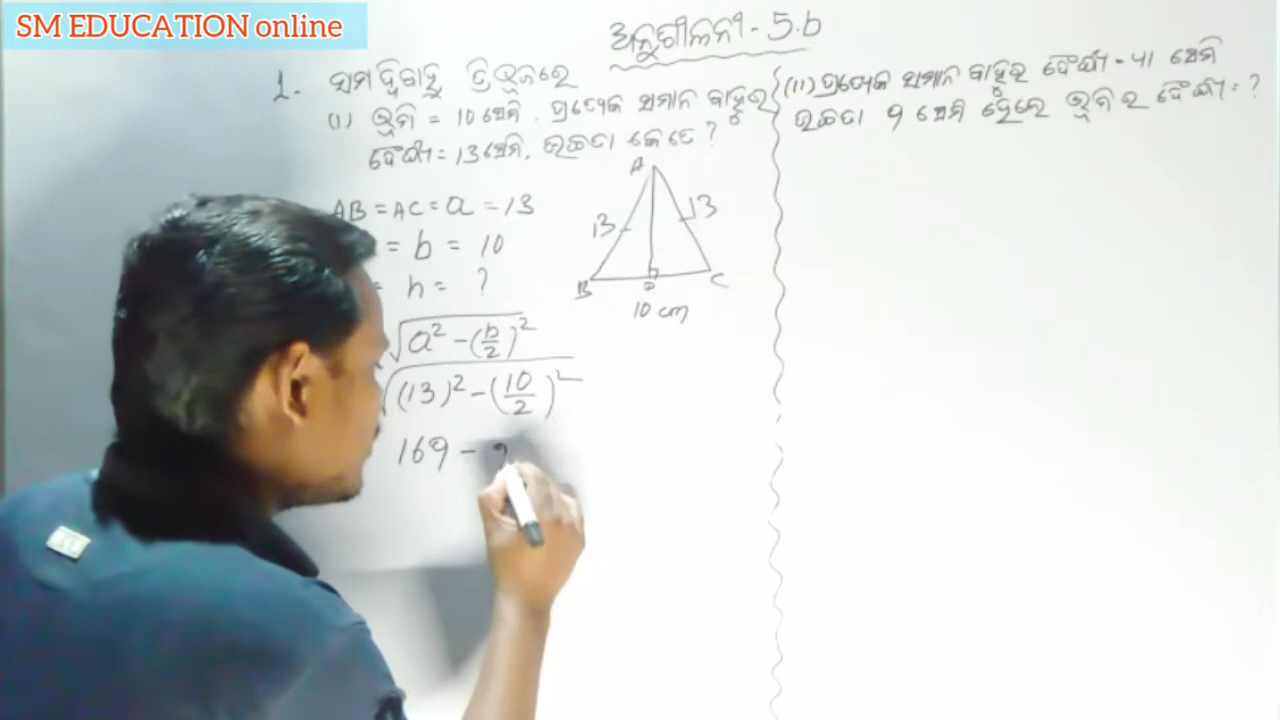 SM EDUCATION online
ଅନୁଶୀଳନୀ - 5.b
1. ସମଦ୍ୱିବାହୁ ତ୍ରିଭୁଜରେ
(i) ଭୂମି = 10 ସେମି. ପ୍ରତ୍ୟେକ ସମାନ ବାହୁର
ଦୈର୍ଘ୍ୟ = 13 ସେମି. ଉଚ୍ଚତା କେତେ ?
AB = AC = a = 13
= b = 10
= h = ?
√a² - (b/2)²
√(13)² - (10/2)²
169 -
A
13 13
B D C
10 cm
(ii) ପ୍ରତ୍ୟେକ ସମାନ ବାହୁର ଦୈର୍ଘ୍ୟ - 41 ସେମି
ଉଚ୍ଚତା 9 ସେମି ହେଲେ ଭୂମିର ଦୈର୍ଘ୍ୟ = ?